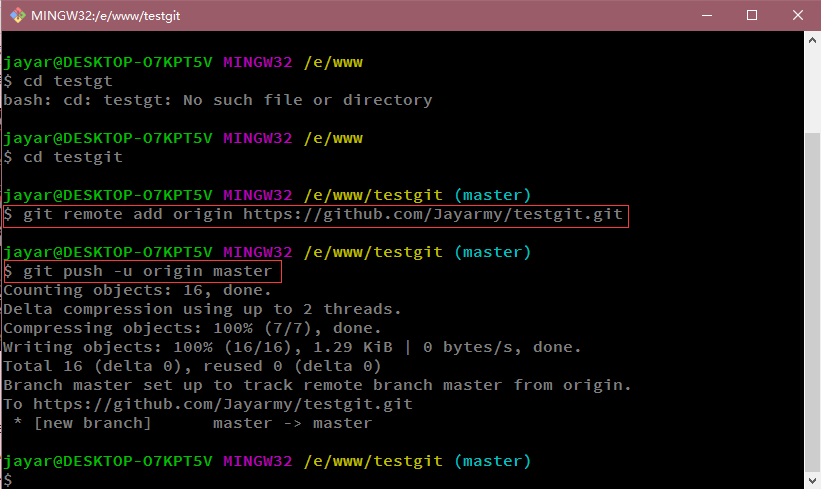 MINGW32:/e/www/testgit
jayar@DESKTOP-O7KPT5V MINGW32 /e/www
$ cd testgt
bash: cd: testgt: No such file or directory
jayar@DESKTOP-O7KPT5V MINGW32 /e/www
$ cd testgit
jayar@DESKTOP-O7KPT5V MINGW32 /e/www/testgit (master)
$ git remote add origin https://github.com/Jayarmy/testgit.git
jayar@DESKTOP-O7KPT5V MINGW32 /e/www/testgit (master)
$ git push -u origin master
Counting objects: 16, done.
Delta compression using up to 2 threads.
Compressing objects: 100% (7/7), done.
Writing objects: 100% (16/16), 1.29 KiB | 0 bytes/s, done.
Total 16 (delta 0), reused 0 (delta 0)
Branch master set up to track remote branch master from origin.
To https://github.com/Jayarmy/testgit.git
 * [new branch]      master -> master
jayar@DESKTOP-O7KPT5V MINGW32 /e/www/testgit (master)
$